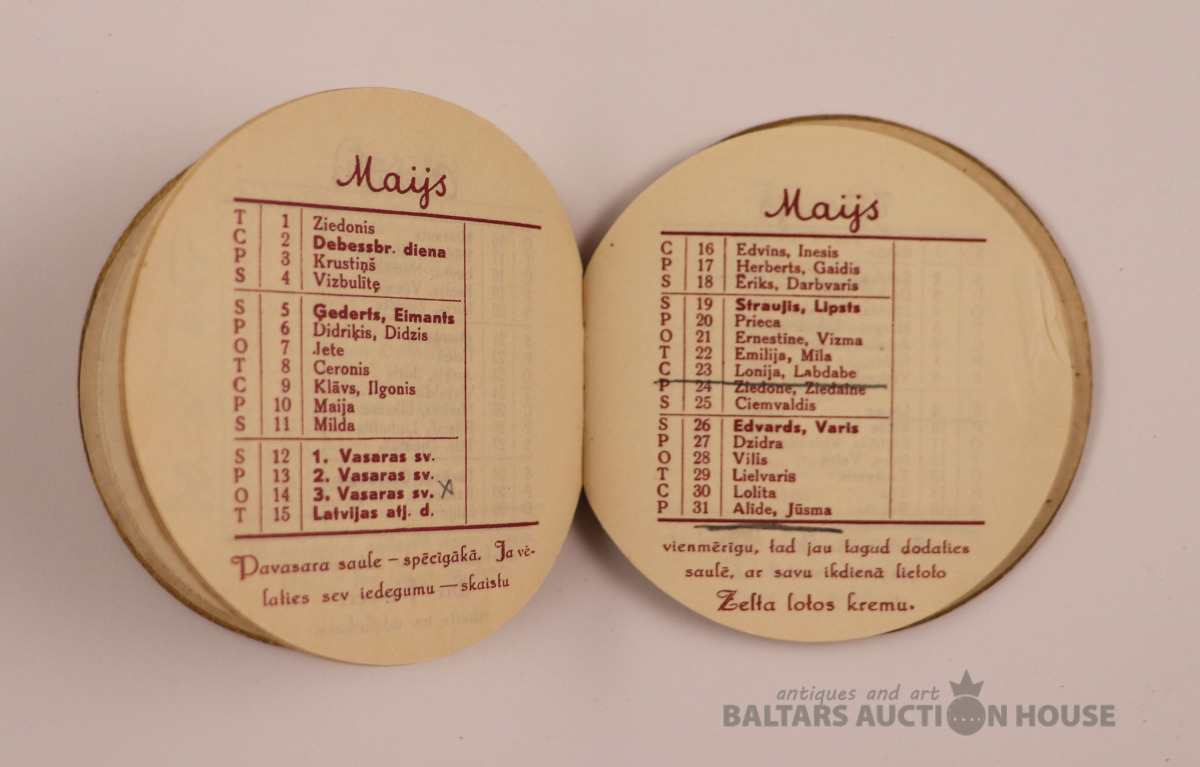 Maijs
T 1 Ziedonis
C 2 Debessbr. diena
P 3 Krustiņš
S 4 Vizbulīte
S 5 Ģederts, Eimants
P 6 Didriķis, Didzis
O 7 Jete
T 8 Ceronis
C 9 Klāvs, Ilgonis
P 10 Maija
S 11 Milda
S 12 1. Vasaras sv.
P 13 2. Vasaras sv.
O 14 3. Vasaras sv. X
T 15 Latvijas atj. d.
Pavasara saule – spēcīgākā. Ja vē-
laties sev iedegumu — skaistu
Maijs
C 16 Edvīns, Inesis
P 17 Herberts, Gaidis
S 18 Ēriks, Darbvaris
S 19 Straujis, Lipsts
P 20 Prieca
O 21 Ernestīne, Vizma
T 22 Emilija, Mīla
C 23 Lonija, Labdabe
P 24 Ziedone, Ziedaine
S 25 Ciemvaldis
S 26 Edvards, Varis
P 27 Dzidra
O 28 Vilis
T 29 Lielvaris
C 30 Lolita
P 31 Alīde, Jūsma
vienmērīgu, tad jau tagad dodaties
saulē, ar savu ikdienā lietoto
Zelta lotos kremu.
antiques and art
BALTARS AUCTION HOUSE